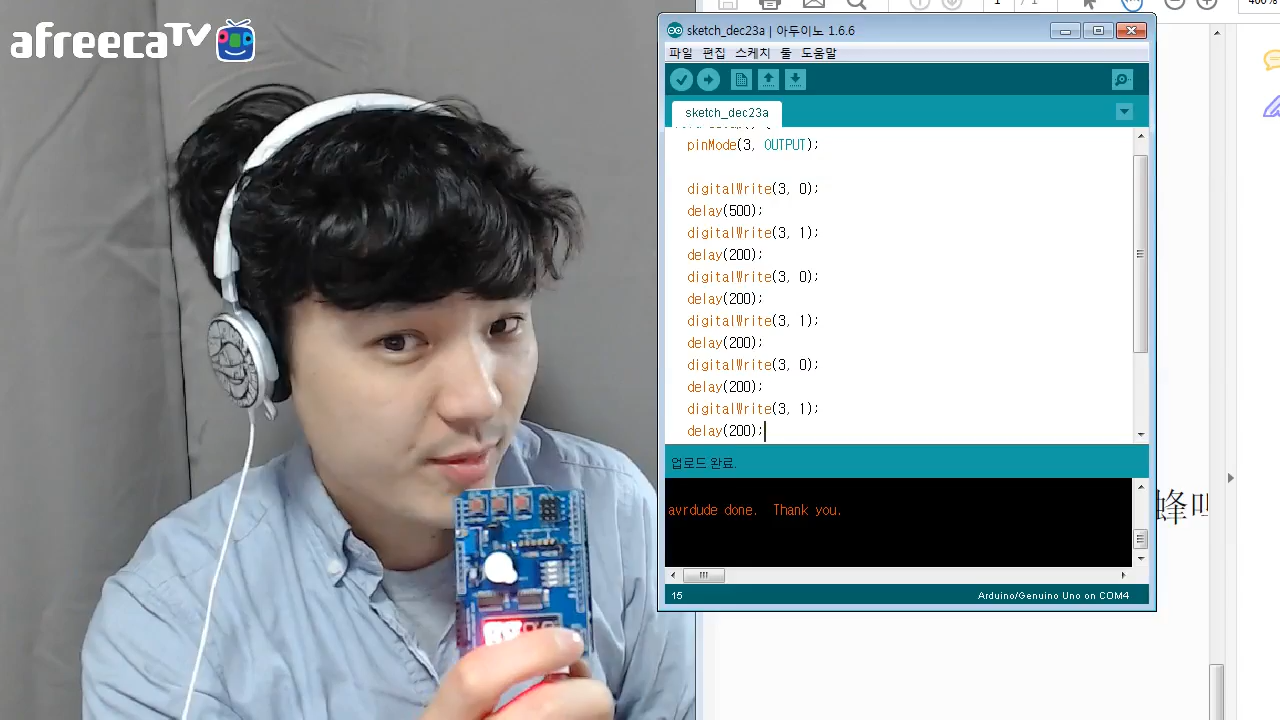 afreecaTV
sketch_dec23a | 아두이노 1.6.6
파일 편집 스케치 툴 도움말
sketch_dec23a
pinMode(3, OUTPUT);
digitalWrite(3, 0);
delay(500);
digitalWrite(3, 1);
delay(200);
digitalWrite(3, 0);
delay(200);
digitalWrite(3, 1);
delay(200);
digitalWrite(3, 0);
delay(200);
digitalWrite(3, 1);
delay(200);
업로드 완료.
avrdude done. Thank you.
15
Arduino/Genuino Uno on COM4
蜂